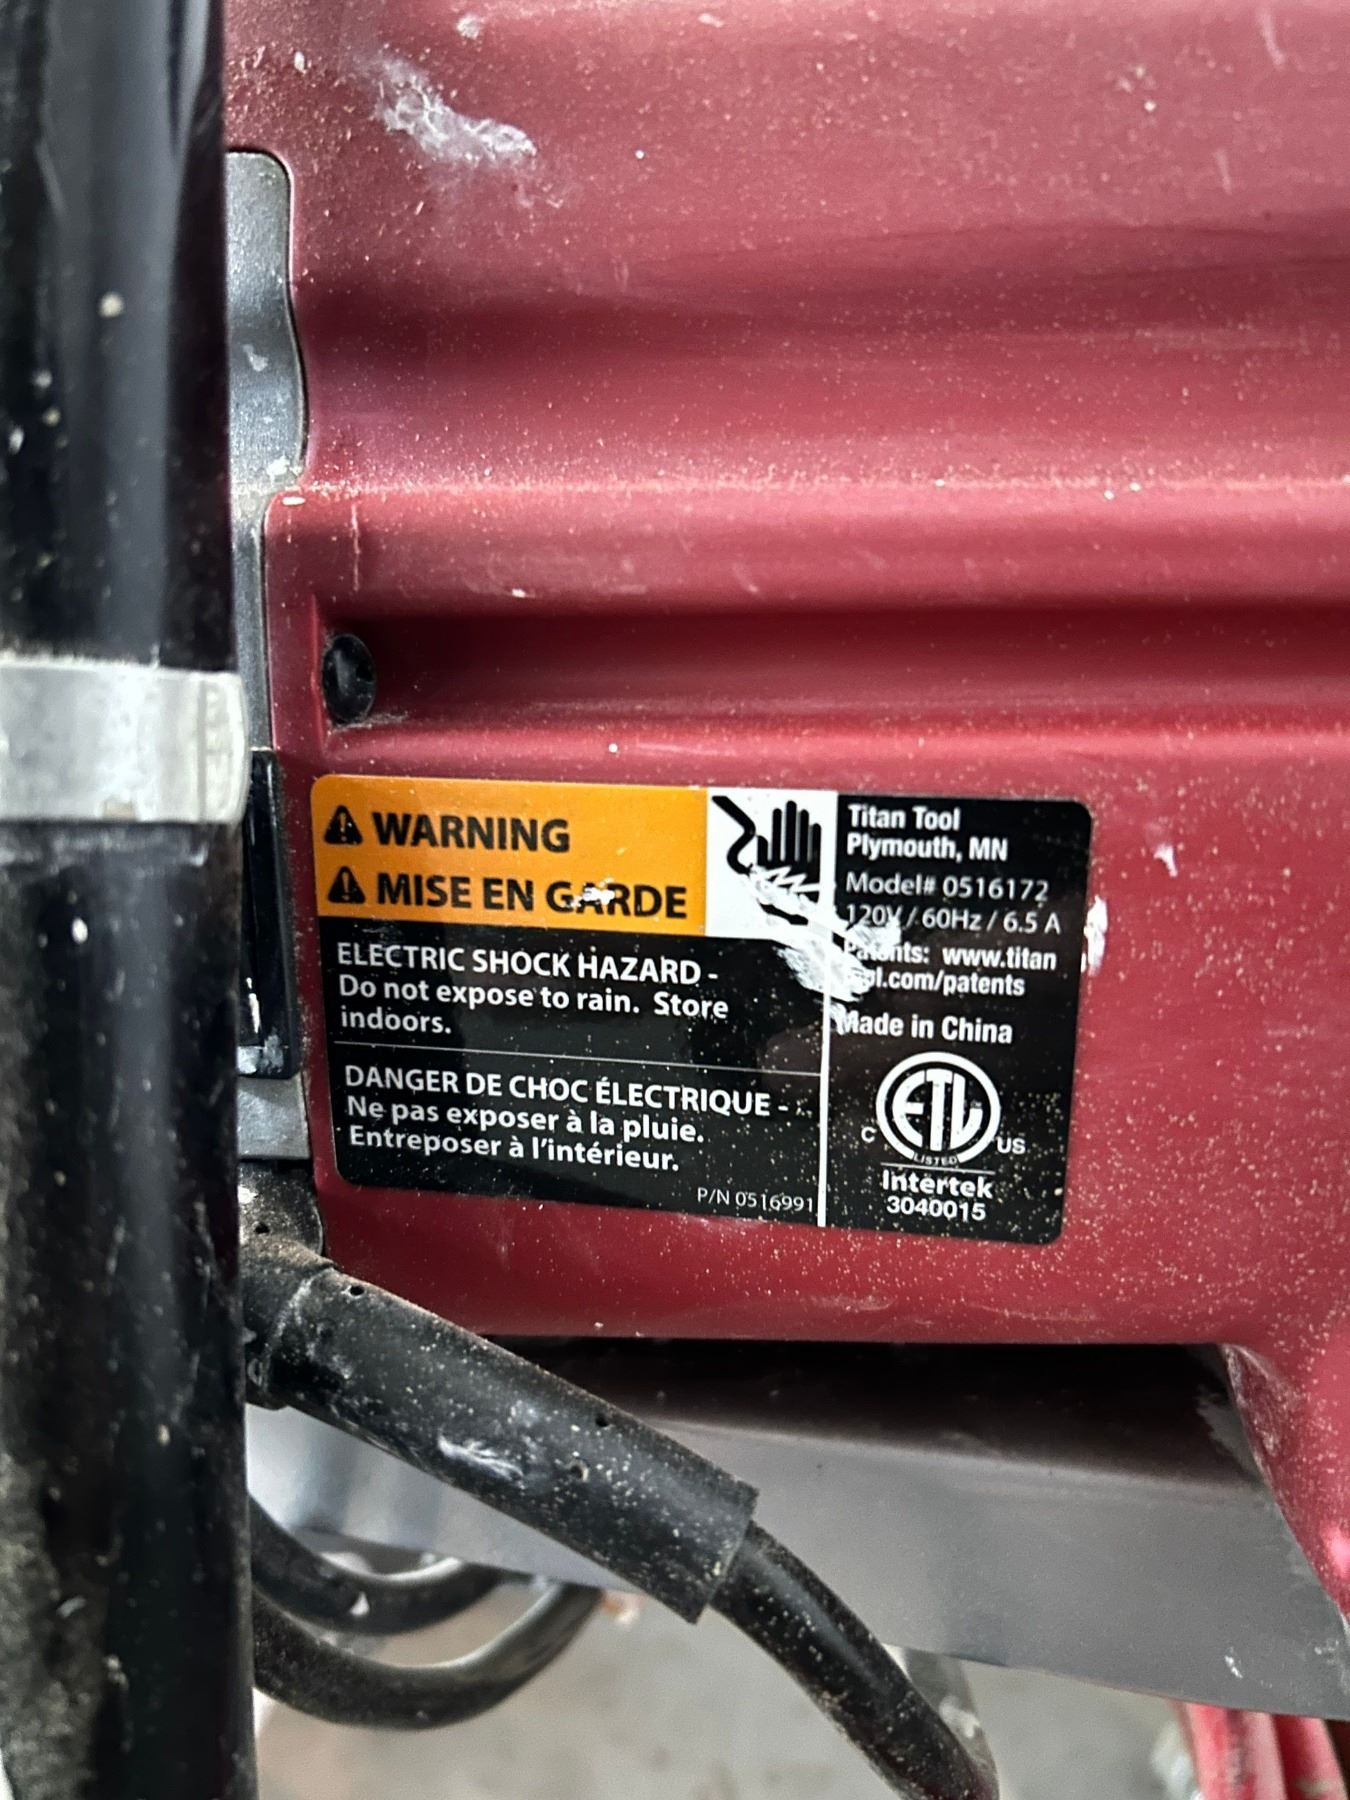 WARNING
MISE EN GARDE
ELECTRIC SHOCK HAZARD -
Do not expose to rain. Store
indoors.
DANGER DE CHOC ÉLECTRIQUE -
Ne pas exposer à la pluie.
Entreposer à l'intérieur.
P/N 0516991
Titan Tool
Plymouth, MN
Model# 0516172
120V / 60Hz / 6.5 A
Patents: www.titan
tool.com/patents
Made in China
ETL
C LISTED US
Intertek
3040015